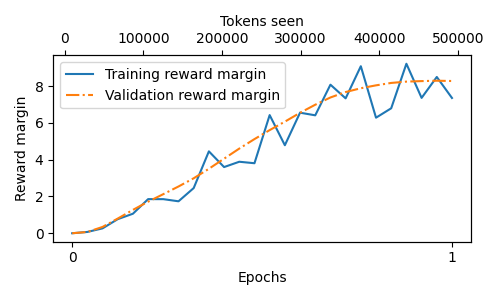 Tokens seen
0 100000 200000 300000 400000 500000
Training reward margin
Validation reward margin
Reward margin
8
6
4
2
0
0 1
Epochs